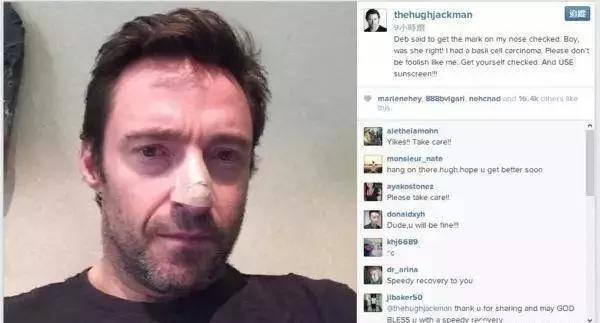 thehughjackman
追蹤
9小時前
Deb said to get the mark on my nose checked. Boy,
was she right! I had a basil cell carcinoma. Please don't
be foolish like me. Get yourself checked. And USE
sunscreen!!!
marlenehey, 888bvlgari, nehcnad and 16.4k others like
this.
aletheiamohn
Yikes!! Take care!!
monsieur_nate
hang on there.hugh.hope u get better soon
ayakostonez
Please take care!!
donaldxyh
Dude,u will be fine!!!
khj6689
:'c
dr_arina
Speedy recovery to you
jlbaker50
@thehughjackman thank u for sharing and may GOD
BLESS u with a speedy recovery